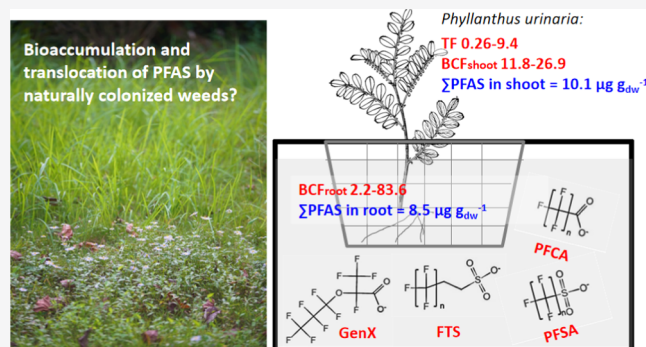 Bioaccumulation and
translocation of PFAS by
naturally colonized weeds?
Phyllanthus urinaria:
TF 0.26-9.4
BCFshoot 11.8-26.9
∑PFAS in shoot = 10.1 µg gdw-1
BCFroot 2.2-83.6
∑PFAS in root = 8.5 µg gdw-1
F
F
F
n
O
O-
PFCA
F
F
F
F
F
F
F
F
F
F
F
O
O
O-
GenX
F
F
F
F
F
n
O
S
O-
O
FTS
F
F
F
n
O
S
O-
O
PFSA